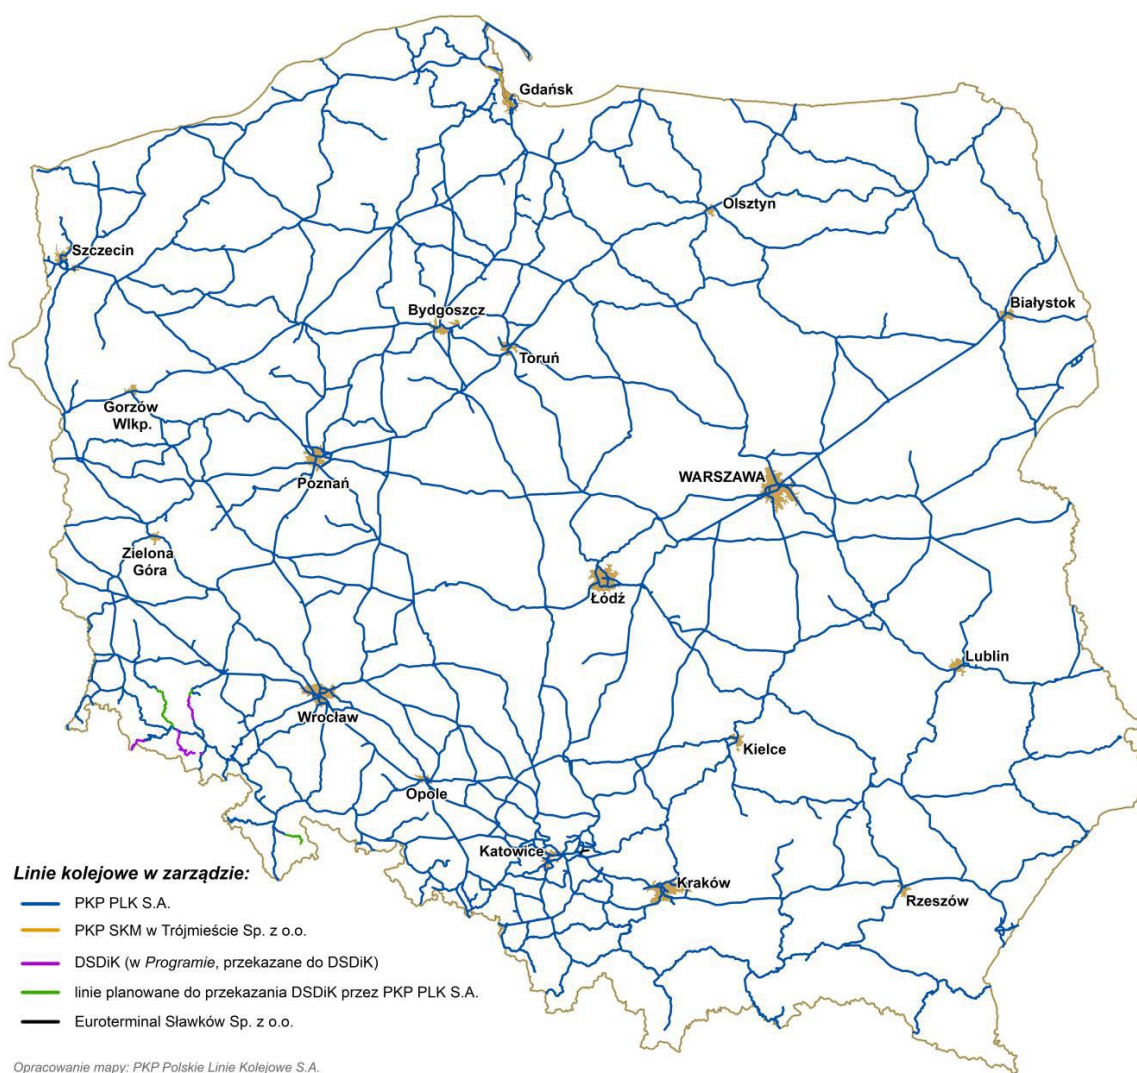 Gdańsk
Olsztyn
Szczecin
Białystok
Bydgoszcz
Toruń
Gorzów
Wlkp.
WARSZAWA
Poznań
Zielona
Góra
Łódź
Lublin
Wrocław
Kielce
Opole
Katowice
Kraków
Rzeszów
Linie kolejowe w zarządzie:
PKP PLK S.A.
PKP SKM w Trójmieście Sp. z o.o.
DSDiK (w Programie, przekazane do DSDiK)
linie planowane do przekazania DSDiK przez PKP PLK S.A.
Euroterminal Sławków Sp. z o.o.
Opracowanie mapy: PKP Polskie Linie Kolejowe S.A.